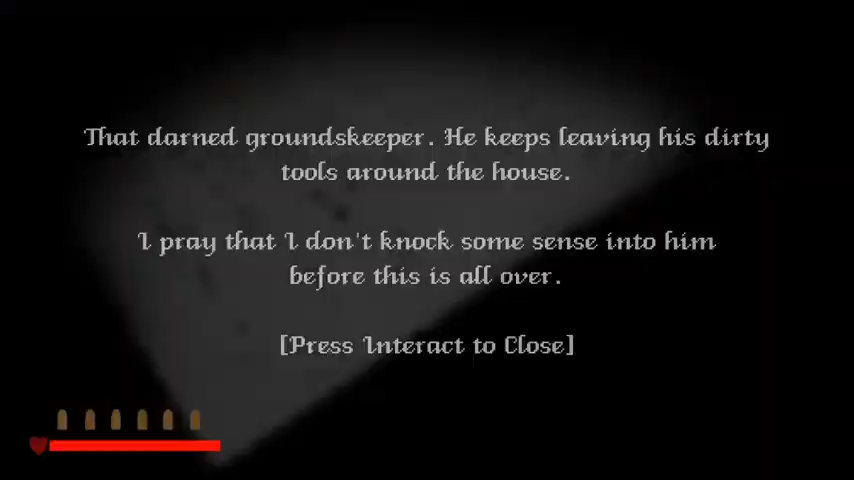 That darned groundskeeper. He keeps leaving his dirty
tools around the house.
I pray that I don't knock some sense into him
before this is all over.
[Press Interact to Close]